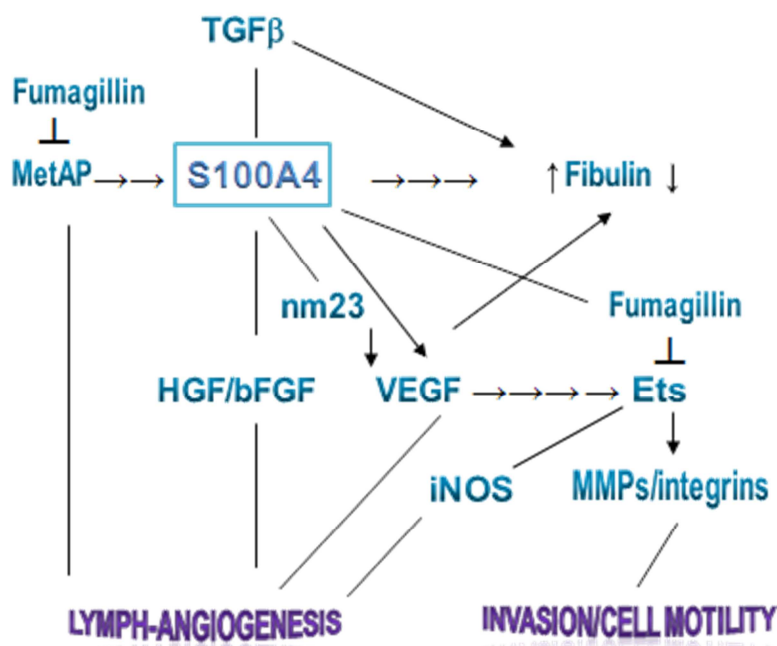 TGFβ
Fumagillin
⊥
MetAP →→ S100A4 →→→ ↑Fibulin ↓
nm23
Fumagillin
⊥
HGF/bFGF
↓ VEGF →→→→ Ets
iNOS
MMPs/integrins
LYMPH-ANGIOGENESIS
INVASION/CELL MOTILITY